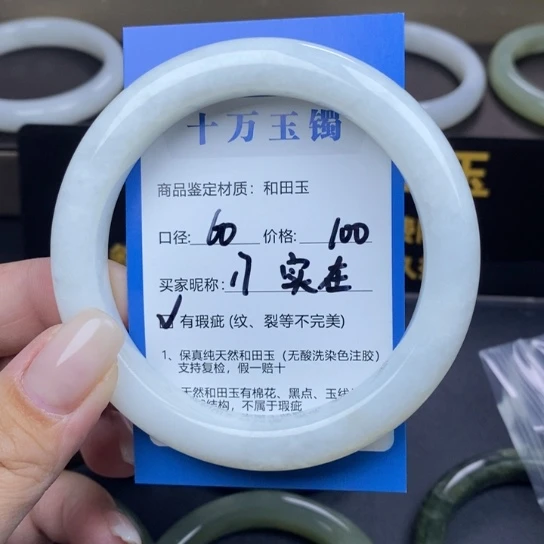 十万玉镯
商品鉴定材质：和田玉
口径: 60 价格: 100
买家昵称: 实在
✓ 有瑕疵 (纹、裂等不完美)
1、保真纯天然和田玉（无酸洗染色注胶）
支持复检，假一赔十
天然和田玉有棉花、黑点、玉线
结构，不属于瑕疵
玉